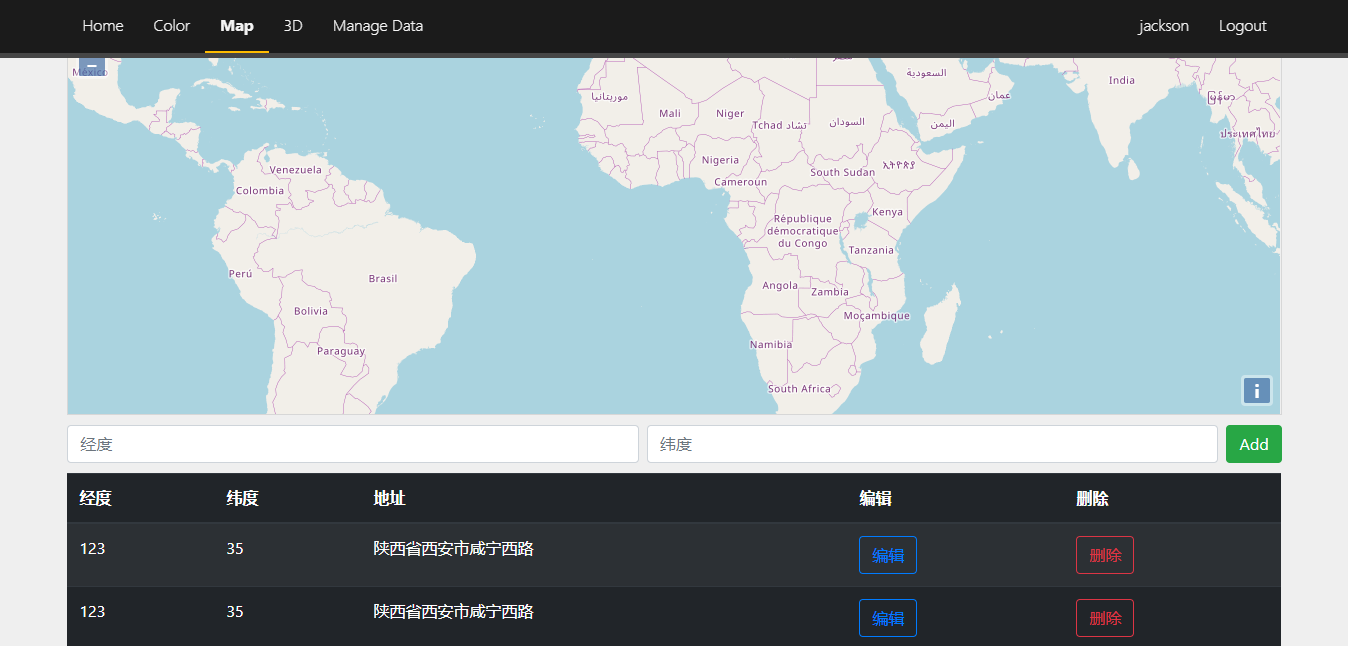 Home Color Map 3D Manage Data jackson Logout
−
México
السعودية
India
عمان
موريتانيا
Mali
Niger
Tchad تشاد
السودان
اليمن
ประเทศไทย
Nigeria
ኢትዮጵያ
Venezuela
South Sudan
Cameroun
Colombia
Kenya
République
démocratique
du Congo
Tanzania
Perú
Brasil
Angola
Zambia
Bolivia
Moçambique
Namibia
Paraguay
South Africa
i
经度 纬度 Add
经度 纬度 地址 编辑 删除
123 35 陕西省西安市咸宁西路 编辑 删除
123 35 陕西省西安市咸宁西路 编辑 删除